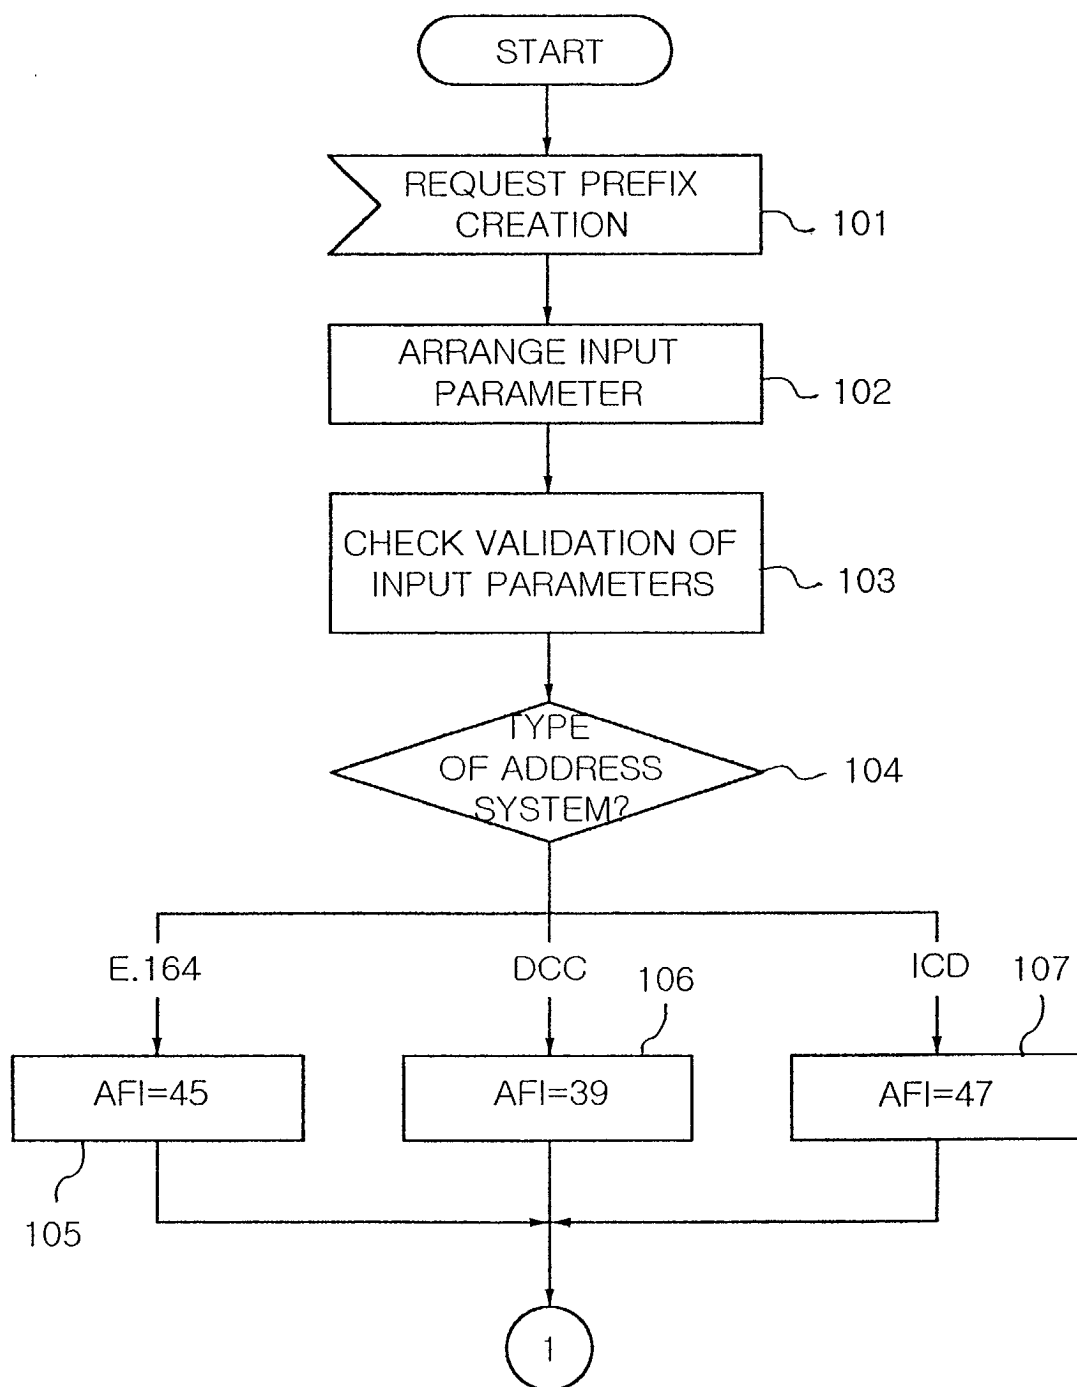 START
REQUEST PREFIX
CREATION
101
ARRANGE INPUT
PARAMETER
102
CHECK VALIDATION OF
INPUT PARAMETERS
103
TYPE
OF ADDRESS
SYSTEM?
104
E.164
DCC
106
ICD
107
AFI=45
AFI=39
AFI=47
105
1